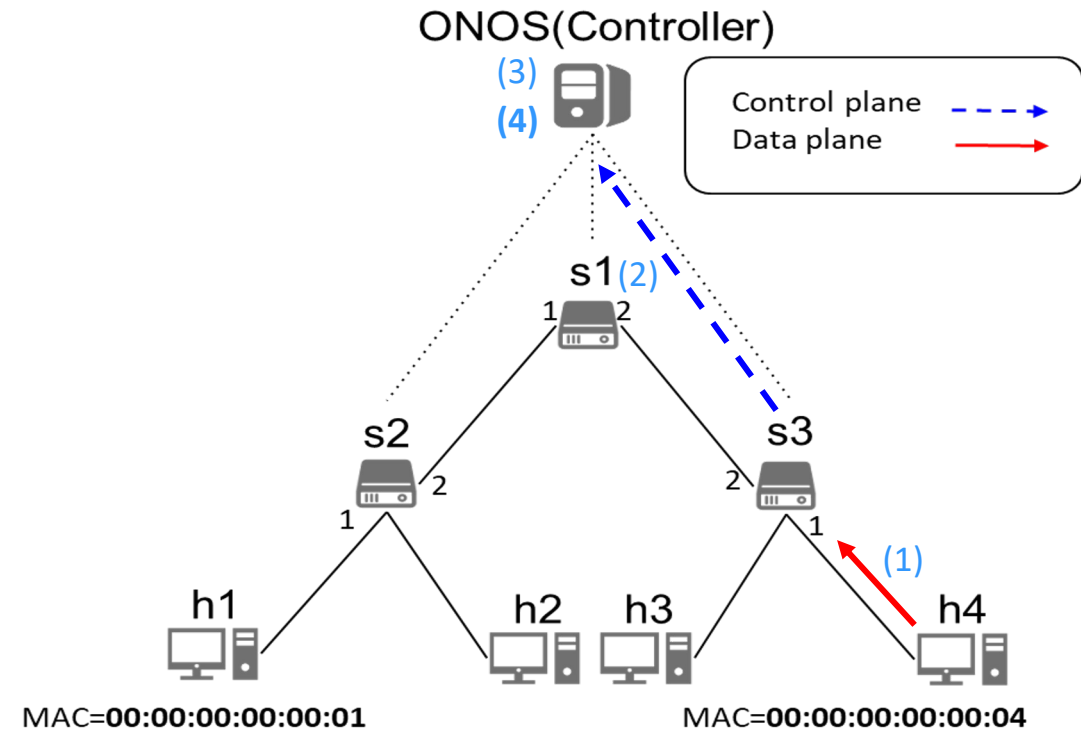 ONOS(Controller)
(3)
(4)
Control plane
Data plane
s1
(2)
1
2
s2
s3
2
2
1
1
(1)
h1
h2
h3
h4
MAC=00:00:00:00:00:01
MAC=00:00:00:00:00:04